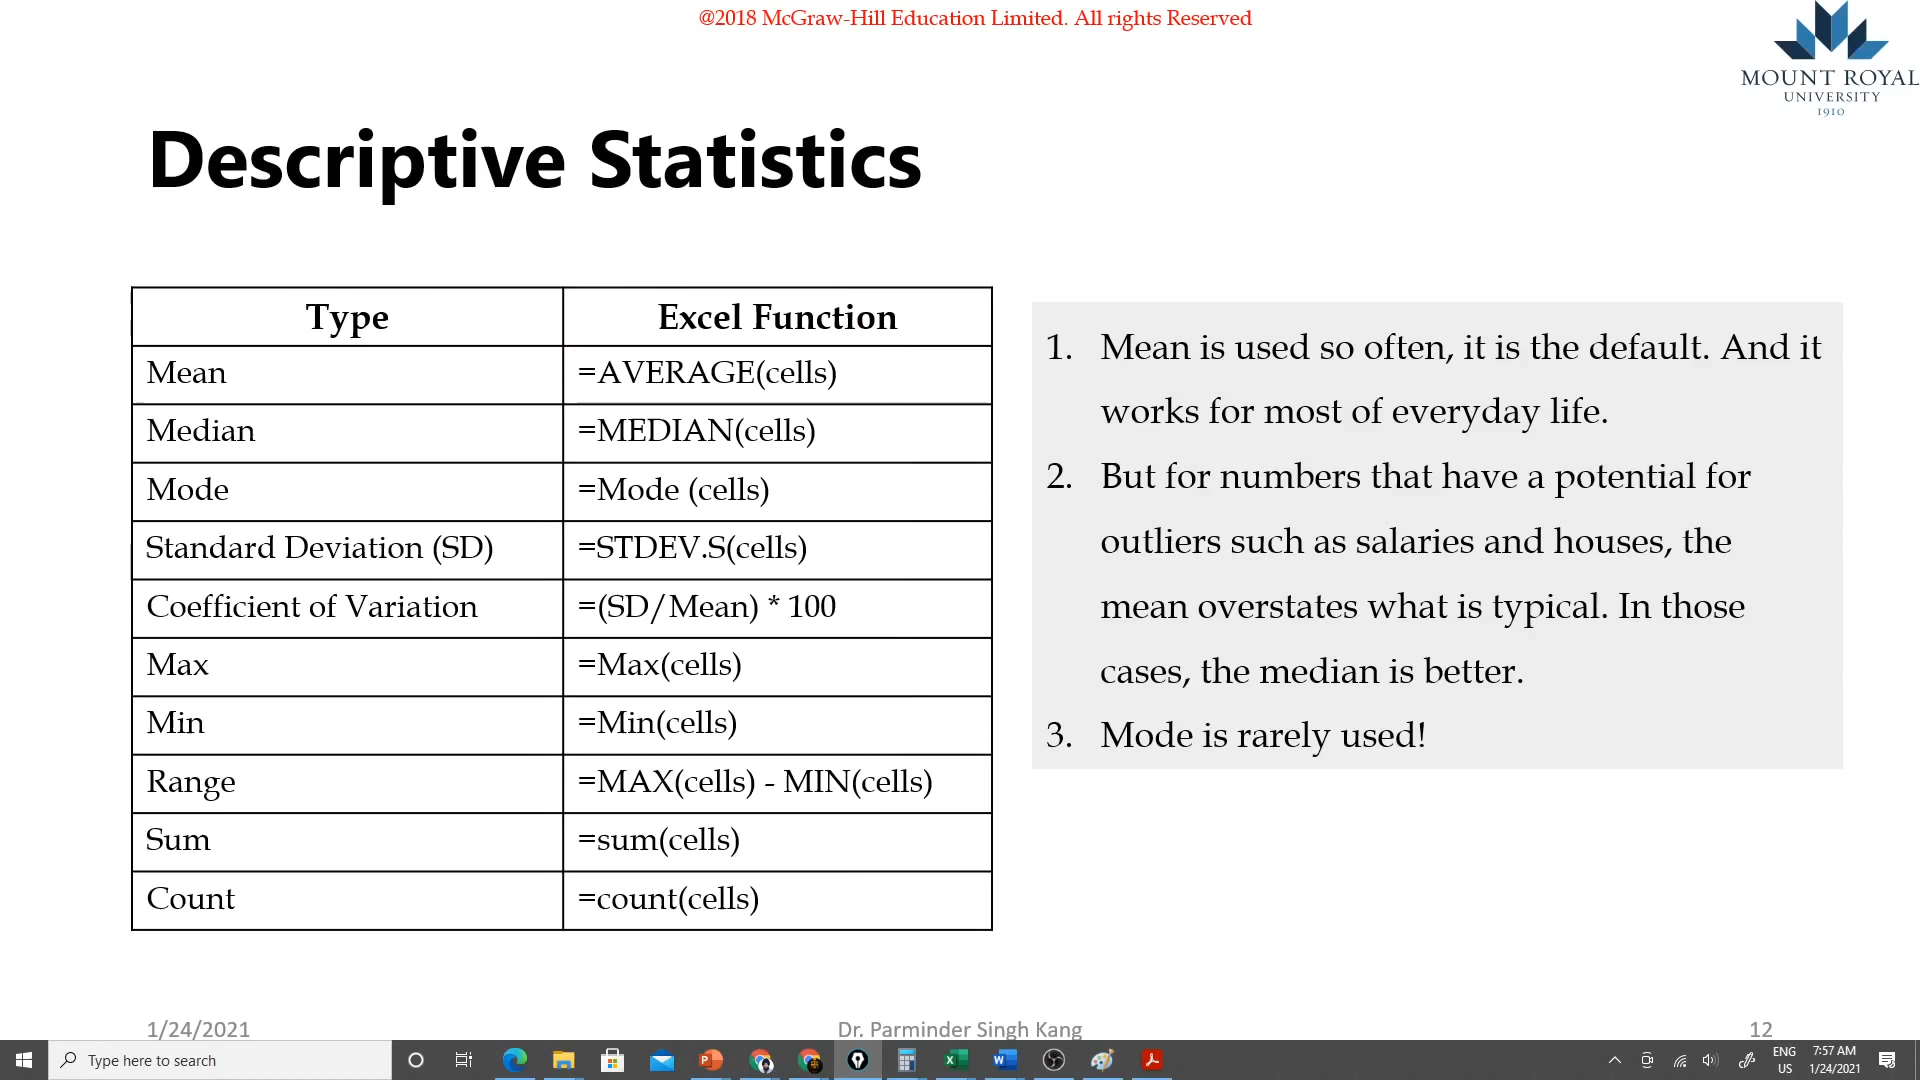 @2018 McGraw-Hill Education Limited. All rights Reserved
MOUNT ROYAL
UNIVERSITY
1910
Descriptive Statistics
Type Excel Function
Mean =AVERAGE(cells)
Median =MEDIAN(cells)
Mode =Mode (cells)
Standard Deviation (SD) =STDEV.S(cells)
Coefficient of Variation =(SD/Mean) * 100
Max =Max(cells)
Min =Min(cells)
Range =MAX(cells) - MIN(cells)
Sum =sum(cells)
Count =count(cells)
1. Mean is used so often, it is the default. And it
works for most of everyday life.
2. But for numbers that have a potential for
outliers such as salaries and houses, the
mean overstates what is typical. In those
cases, the median is better.
3. Mode is rarely used!
1/24/2021 Dr. Parminder Singh Kang 12
Type here to search
ENG
US
7:57 AM
1/24/2021